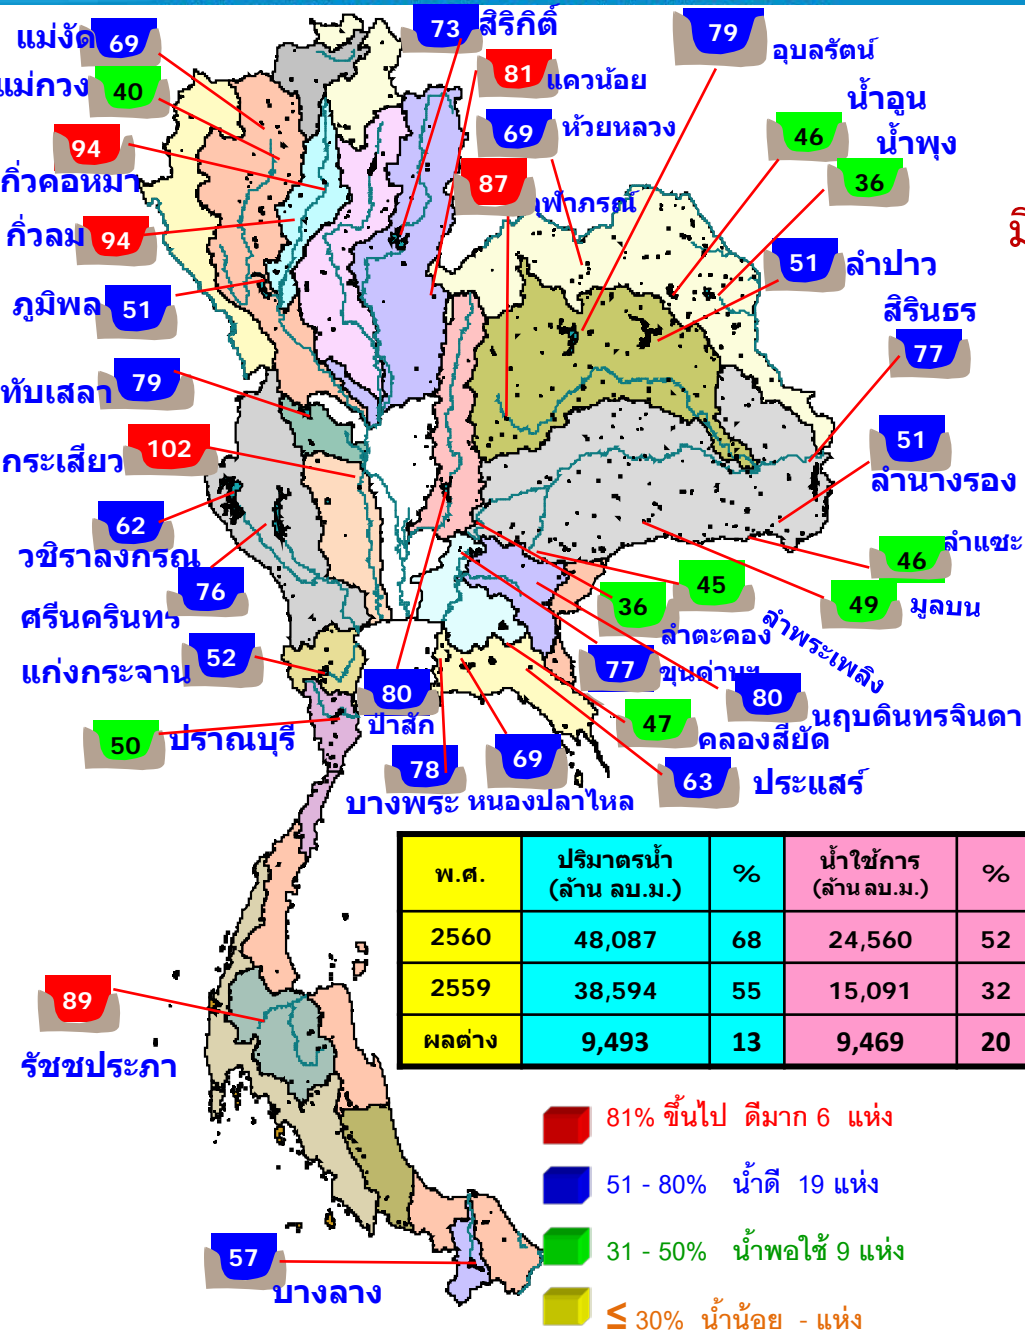 แม่งัด 69
73 สิริกิติ์
79 อุบลรัตน์
แม่กวง 40
81 แควน้อย
น้ำอูน
46
69 ห้วยหลวง
น้ำพุง
36
94
กิ่วคอหมา
87
ฬาภรณ์
กิ่วลม 94
มี
51 ลำปาว
ภูมิพล 51
สิรินธร
77
ทับเสลา 79
กระเสียว 102
51
ลำนางรอง
62
วชิราลงกรณ
46 ลำแซะ
76
ศรีนครินทร์
36
ลำตะคอง
45
ลำพระเพลิง
49 มูลบน
แก่งกระจาน 52
77
ขุนด่านฯ
80
ป่าสัก
80 นฤบดินทรจินดา
50 ปราณบุรี
47 คลองสียัด
78
บางพระ
69
หนองปลาไหล
63 ประแสร์
พ.ศ. ปริมาตรน้ำ (ล้าน ลบ.ม.) % น้ำใช้การ (ล้าน ลบ.ม.) %
2560 48,087 68 24,560 52
2559 38,594 55 15,091 32
ผลต่าง 9,493 13 9,469 20
89
รัชชประภา
81% ขึ้นไป ดีมาก 6 แห่ง
51 - 80% น้ำดี 19 แห่ง
31 - 50% น้ำพอใช้ 9 แห่ง
≤ 30% น้ำน้อย - แห่ง
57
บางลาง